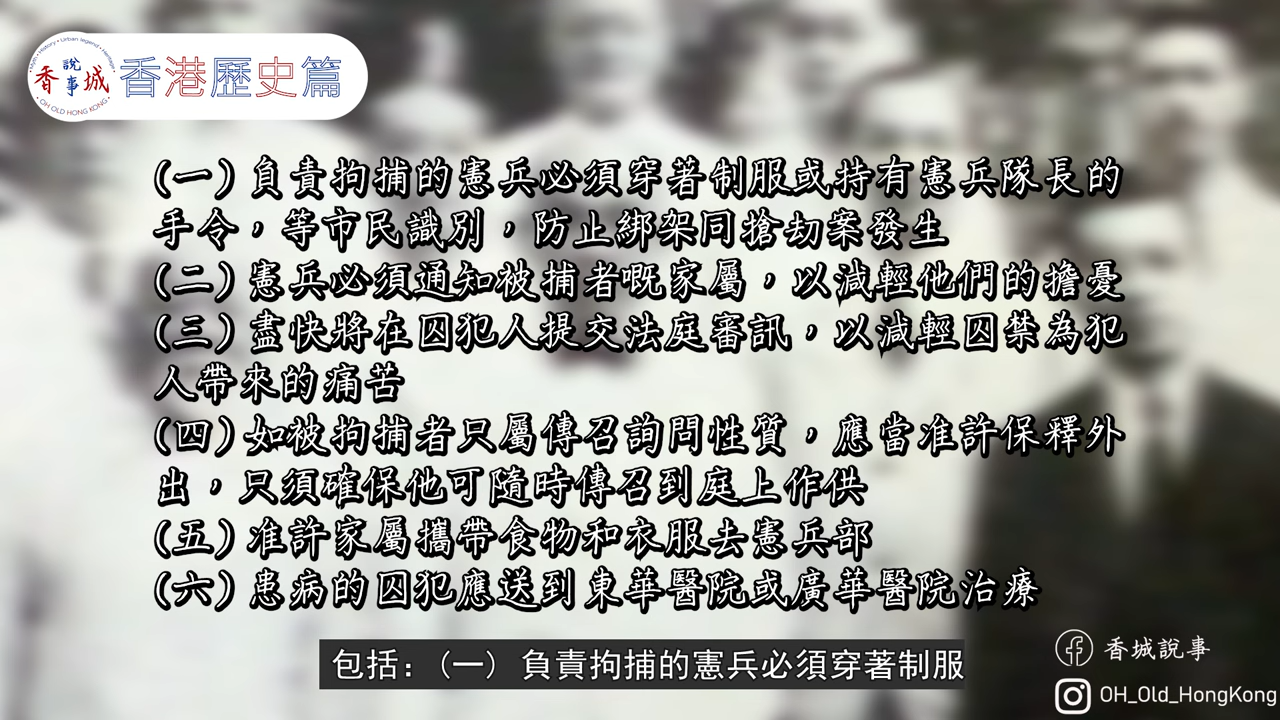 香城說事
OH OLD HONG KONG
香港歷史篇
(一) 負責拘捕的憲兵必須穿著制服或持有憲兵隊長的
手令，等市民識別，防止綁架同搶劫案發生
(二) 憲兵必須通知被捕者嘅家屬，以減輕他們的擔憂
(三) 盡快將在囚犯人提交法庭審訊，以減輕囚禁為犯
人帶來的痛苦
(四) 如被拘捕者只屬傳召詢問性質，應當准許保釋外
出，只須確保他可隨時傳召到庭上作供
(五) 准許家屬攜帶食物和衣服去憲兵部
(六) 患病的囚犯應送到東華醫院或廣華醫院治療
包括：（一） 負責拘捕的憲兵必須穿著制服
香城說事
OH_Old_HongKong